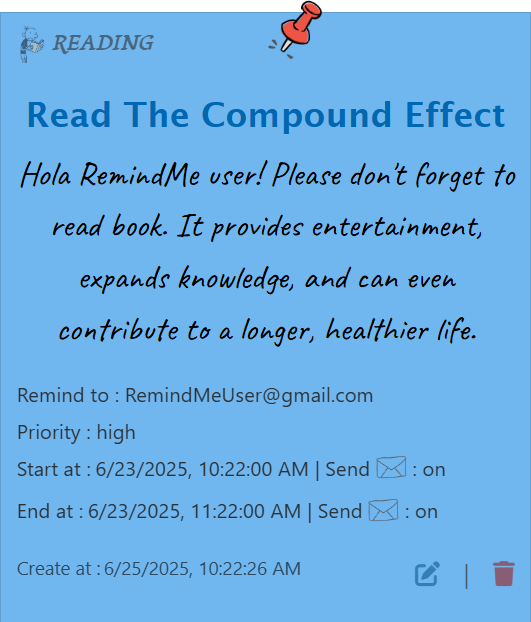 READING
Read The Compound Effect
Hola RemindMe user! Please don't forget to
read book. It provides entertainment,
expands knowledge, and can even
contribute to a longer, healthier life.
Remind to : RemindMeUser@gmail.com
Priority : high
Start at : 6/23/2025, 10:22:00 AM | Send : on
End at : 6/23/2025, 11:22:00 AM | Send : on
Create at : 6/25/2025, 10:22:26 AM |